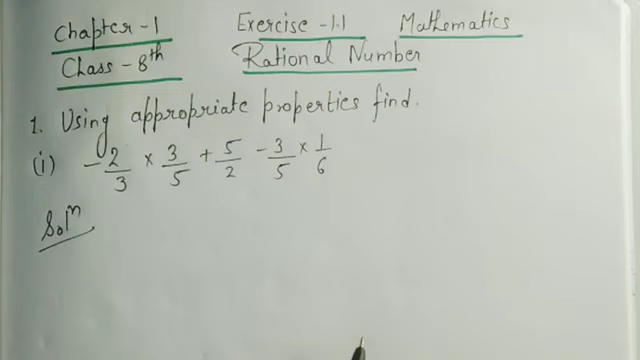 Chapter - 1 Exercise - 1.1 Mathematics
Class - 8th Rational Number
1. Using appropriate properties find.
(i) - 2/3 × 3/5 + 5/2 - 3/5 × 1/6
Soln